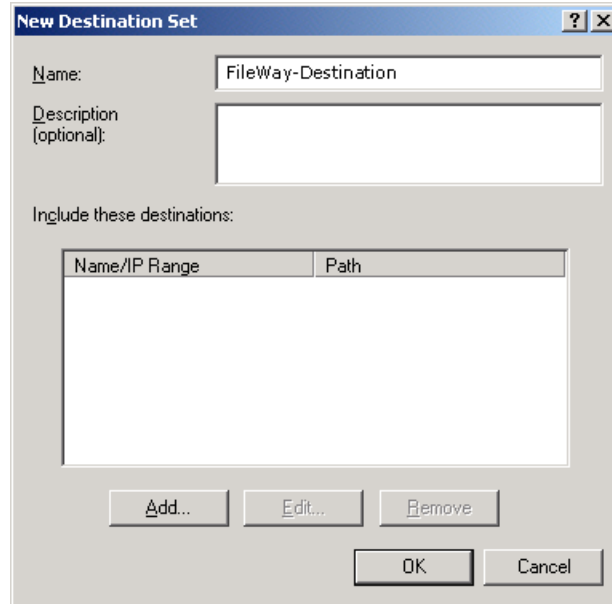 New Destination Set
Name:
FileWay-Destination
Description
(optional):
Include these destinations:
Name/IP Range Path
Add... Edit... Remove
OK Cancel